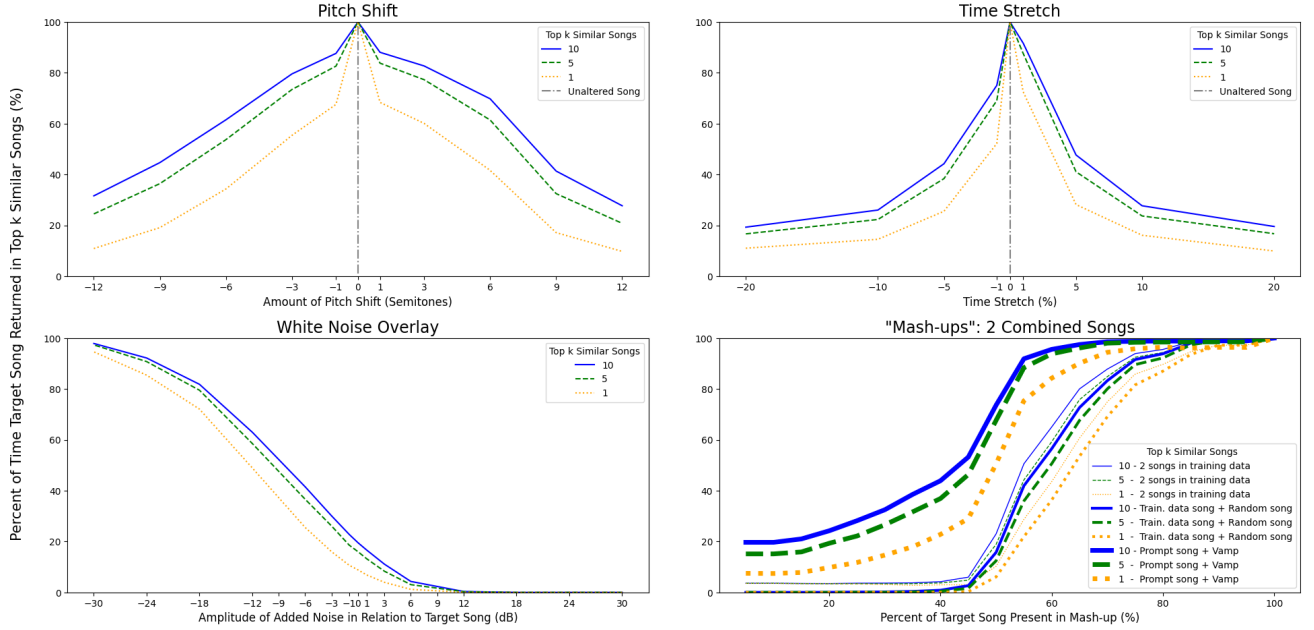 Percent of Time Target Song Returned in Top k Similar Songs (%)
Pitch Shift
100
80
60
40
20
0
Top k Similar Songs
10
5
1
Unaltered Song
−12 −9 −6 −3 −1 0 1 3 6 9 12
Amount of Pitch Shift (Semitones)
Time Stretch
100
80
60
40
20
0
Top k Similar Songs
10
5
1
Unaltered Song
−20 −10 −5 −1 0 1 5 10 20
Time Stretch (%)
White Noise Overlay
100
80
60
40
20
0
Top k Similar Songs
10
5
1
−30 −24 −18 −12 −9 −6 −3 −1 0 1 3 6 12 18 24 30
Amplitude of Added Noise in Relation to Target Song (dB)
"Mash-ups": 2 Combined Songs
100
80
60
40
20
0
Top k Similar Songs
10 - 2 songs in training data
5 - 2 songs in training data
1 - 2 songs in training data
10 - Train. data song + Random song
5 - Train. data song + Random song
1 - Train. data song + Random song
10 - Prompt song + Vamp
5 - Prompt song + Vamp
1 - Prompt song + Vamp
20 40 60 80 100
Percent of Target Song Present in Mash-up (%)